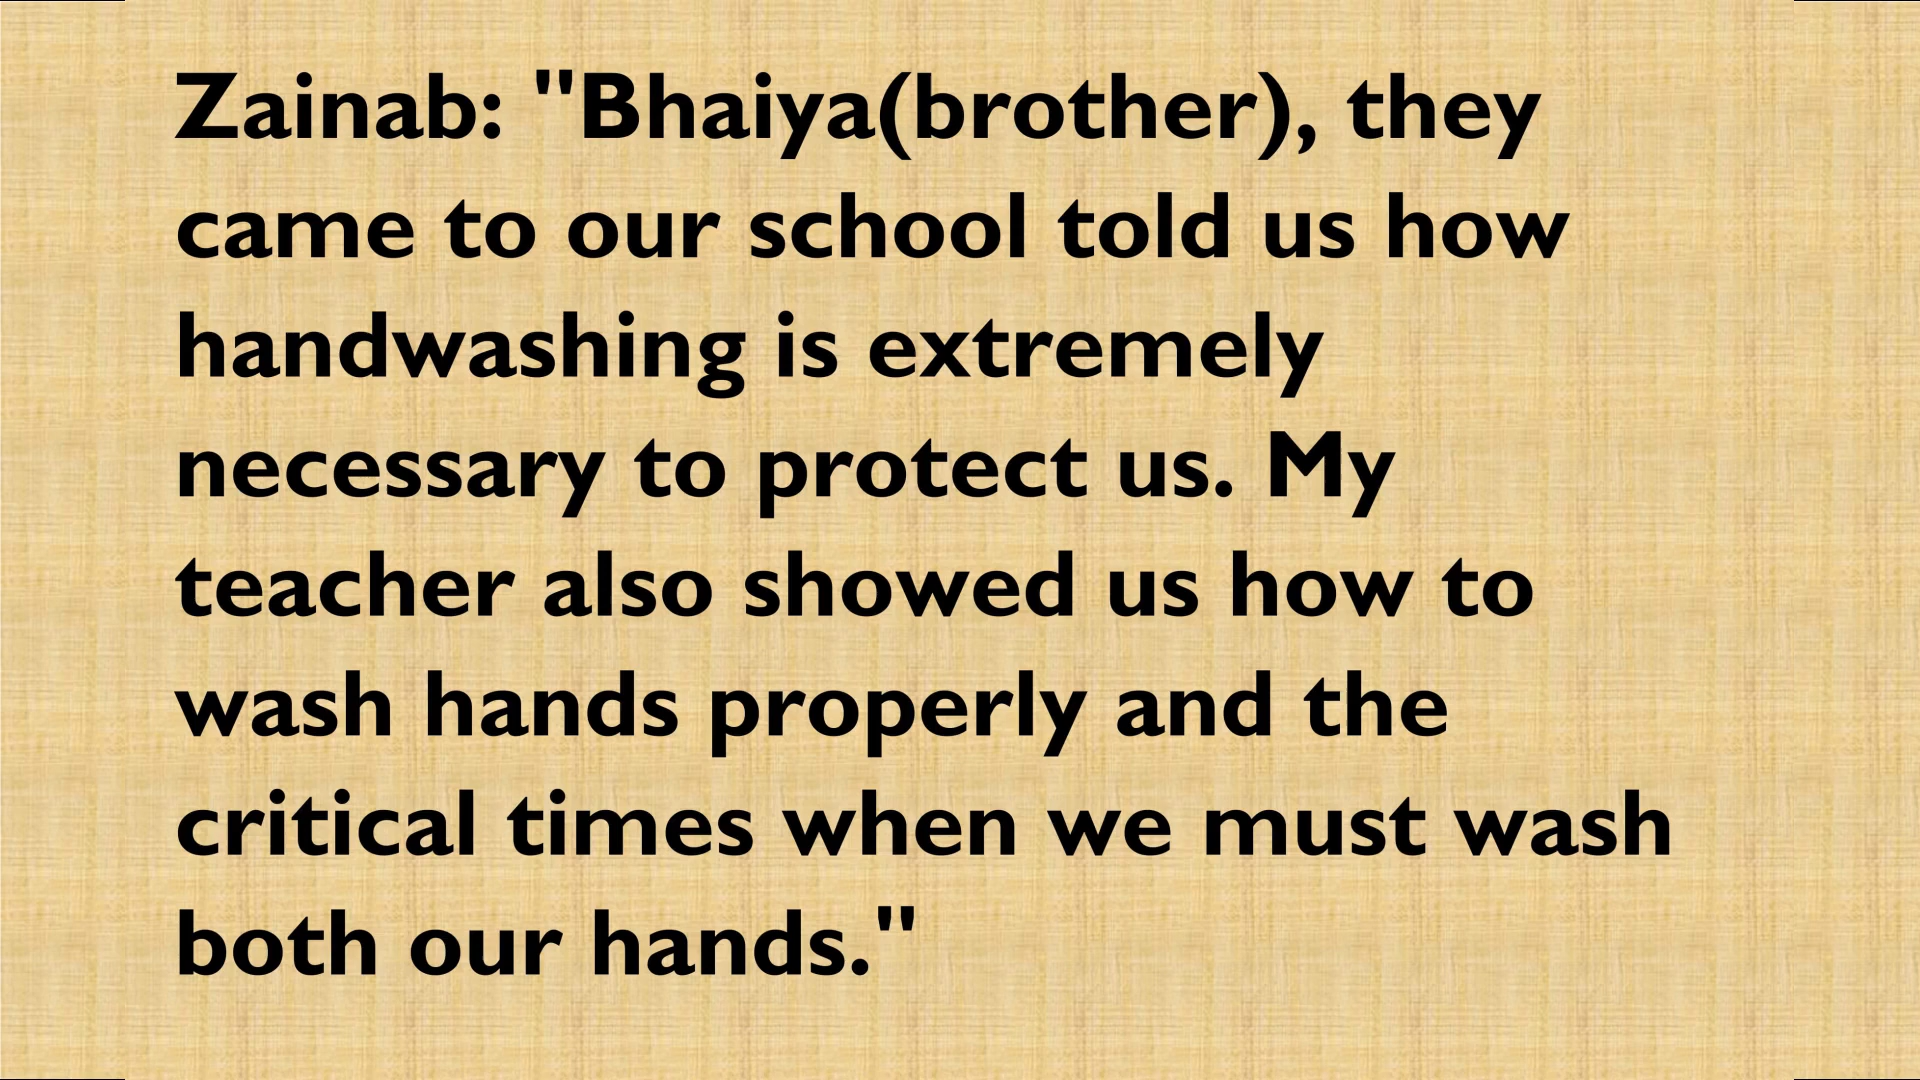 Zainab: "Bhaiya(brother), they
came to our school told us how
handwashing is extremely
necessary to protect us. My
teacher also showed us how to
wash hands properly and the
critical times when we must wash
both our hands."